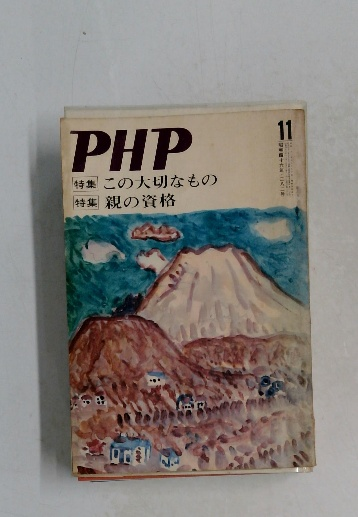 PHP
11
特集 この大切なもの
特集 親の資格